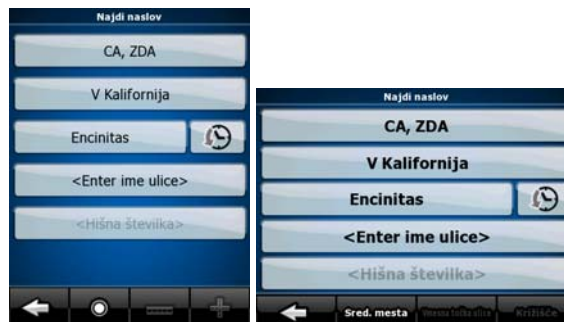 Najdi naslov
CA, ZDA
V Kalifornija
Encinitas
<Enter ime ulice>
<Hišna številka>
Najdi naslov
CA, ZDA
V Kalifornija
Encinitas
<Enter ime ulice>
<Hišna številka>
Sred. mesta
Križišče